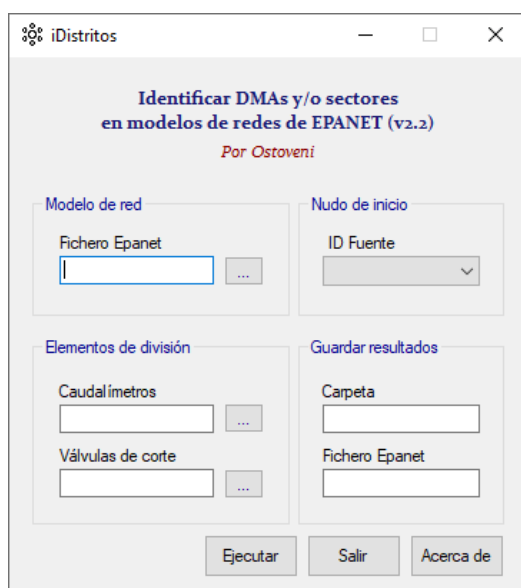 iDistritos
Identificar DMAs y/o sectores
en modelos de redes de EPANET (v2.2)
Por Ostoveni
Modelo de red
Fichero Epanet
...
Nudo de inicio
ID Fuente
Elementos de división
Caudalímetros
...
Válvulas de corte
...
Guardar resultados
Carpeta
Fichero Epanet
Ejecutar
Salir
Acerca de